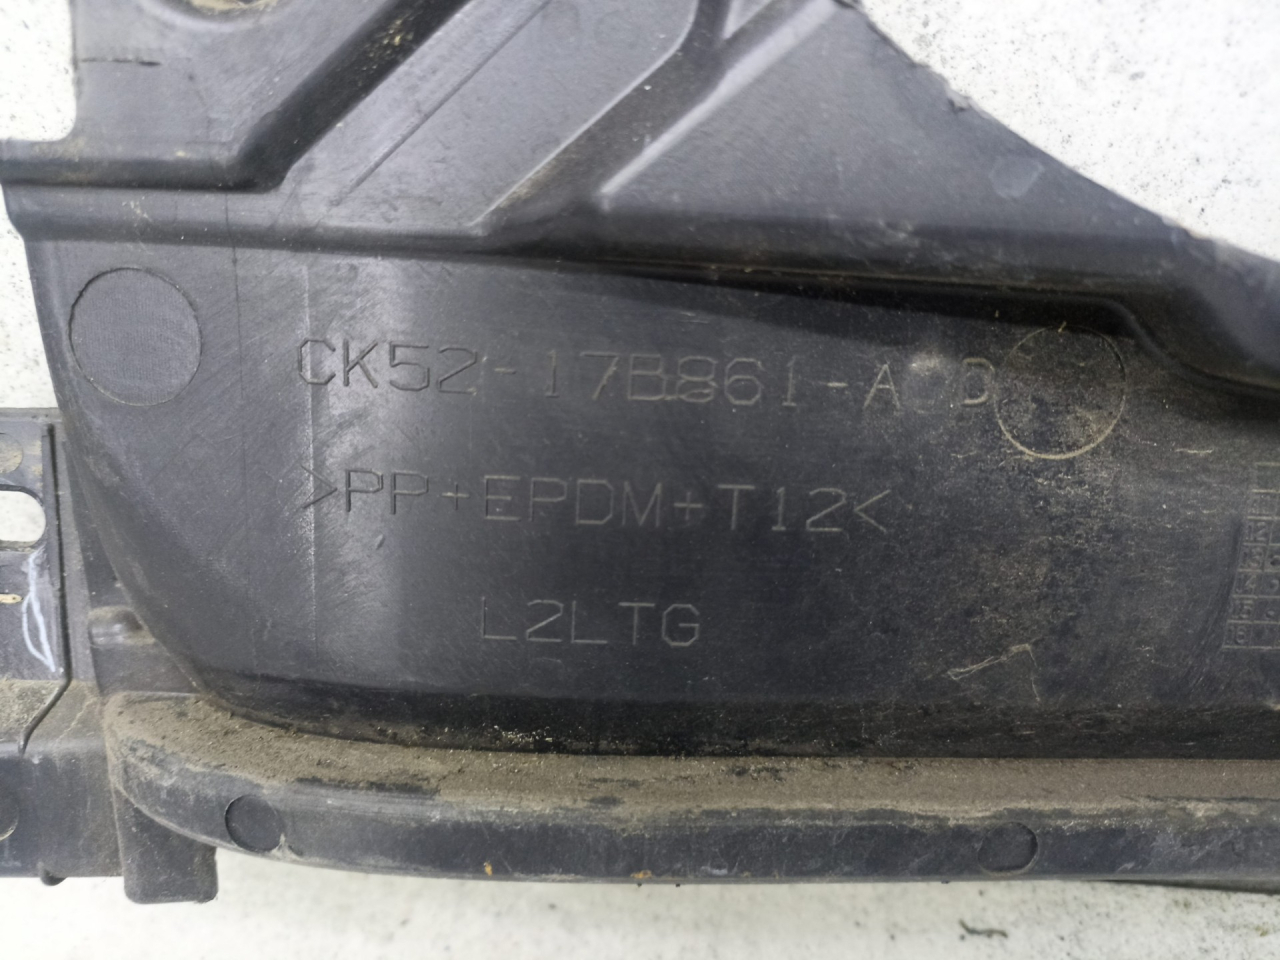 CK52-17B861-A D
>PP+EPDM+T12<
L2LTG